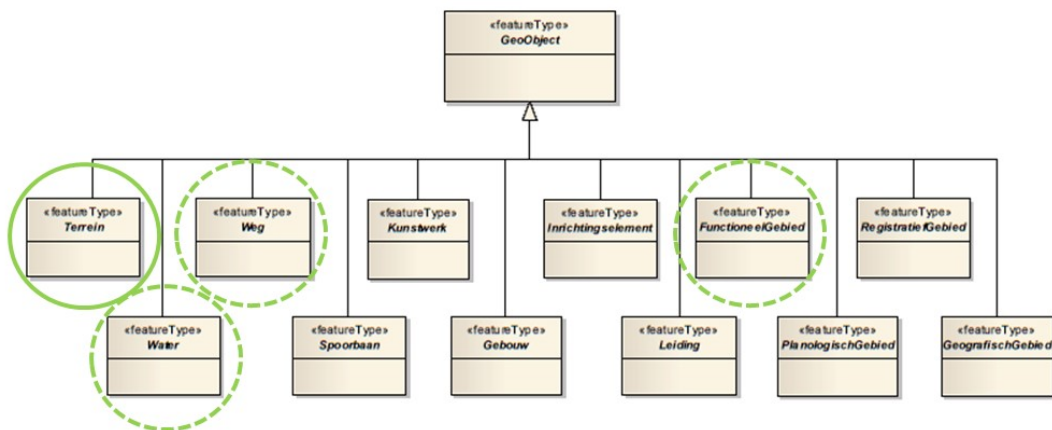 «featureType»
GeoObject
«featureType»
Terrein
«featureType»
Weg
«featureType»
Kunstwerk
«featureType»
Inrichtingselement
«featureType»
FunctioneelGebied
«featureType»
RegistratiefGebied
«featureType»
Water
«featureType»
Spoorbaan
«featureType»
Gebouw
«featureType»
Leiding
«featureType»
PlanologischGebied
«featureType»
GeografischGebied